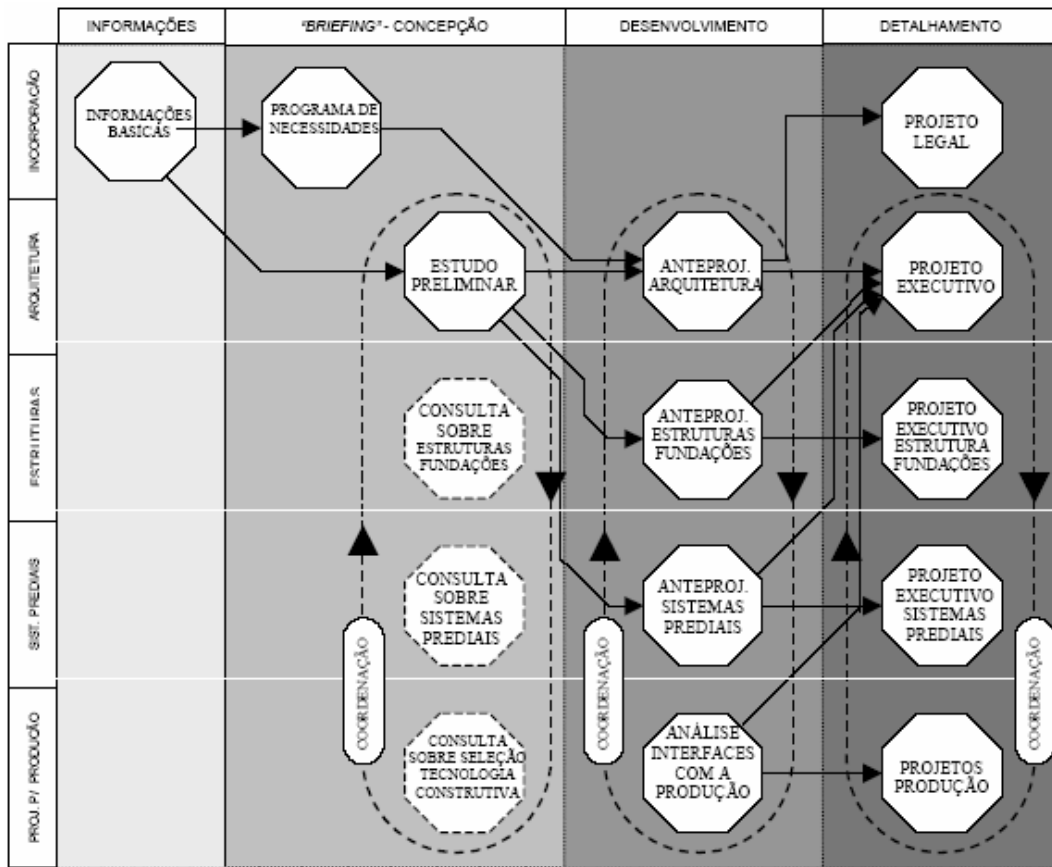 INFORMAÇÕES
"BRIEFING" - CONCEPÇÃO
DESENVOLVIMENTO
DETALHAMENTO
INCORPORAÇÃO
INFORMAÇÕES
BASICAS
PROGRAMA DE
NECESSIDADES
PROJETO
LEGAL
ARQUITETURA
ESTUDO
PRELIMINAR
ANTEPROJ.
ARQUITETURA
PROJETO
EXECUTIVO
ESTRUTURAS
CONSULTA
SOBRE
ESTRUTURAS
FUNDAÇÕES
ANTEPROJ.
ESTRUTURAS
FUNDAÇÕES
PROJETO
EXECUTIVO
ESTRUTURA
FUNDAÇÕES
SIST. PREDIAIS
CONSULTA
SOBRE
SISTEMAS
PREDIAIS
ANTEPROJ.
SISTEMAS
PREDIAIS
PROJETO
EXECUTIVO
SISTEMAS
PREDIAIS
COORDENAÇÃO
COORDENAÇÃO
COORDENAÇÃO
PROJ. P/ PRODUÇÃO
CONSULTA
SOBRE SELEÇÃO
TECNOLOGIA
CONSTRUTIVA
ANÁLISE
INTERFACES
COM A
PRODUÇÃO
PROJETOS
PRODUÇÃO